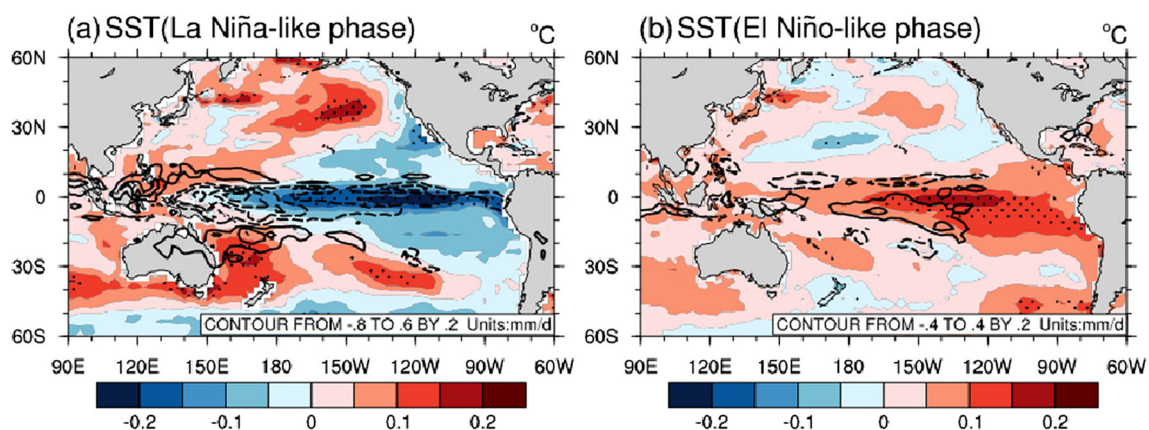 (a) SST(La Niña-like phase) ºC
60N
30N
0
30S
60S
CONTOUR FROM -.8 TO .6 BY .2 Units:mm/d
90E 120E 150E 180 150W 120W 90W 60W
-0.2 -0.1 0 0.1 0.2
(b) SST(El Niño-like phase) ºC
60N
30N
0
30S
60S
CONTOUR FROM -.4 TO .4 BY .2 Units:mm/d
90E 120E 150E 180 150W 120W 90W 60W
-0.2 -0.1 0 0.1 0.2